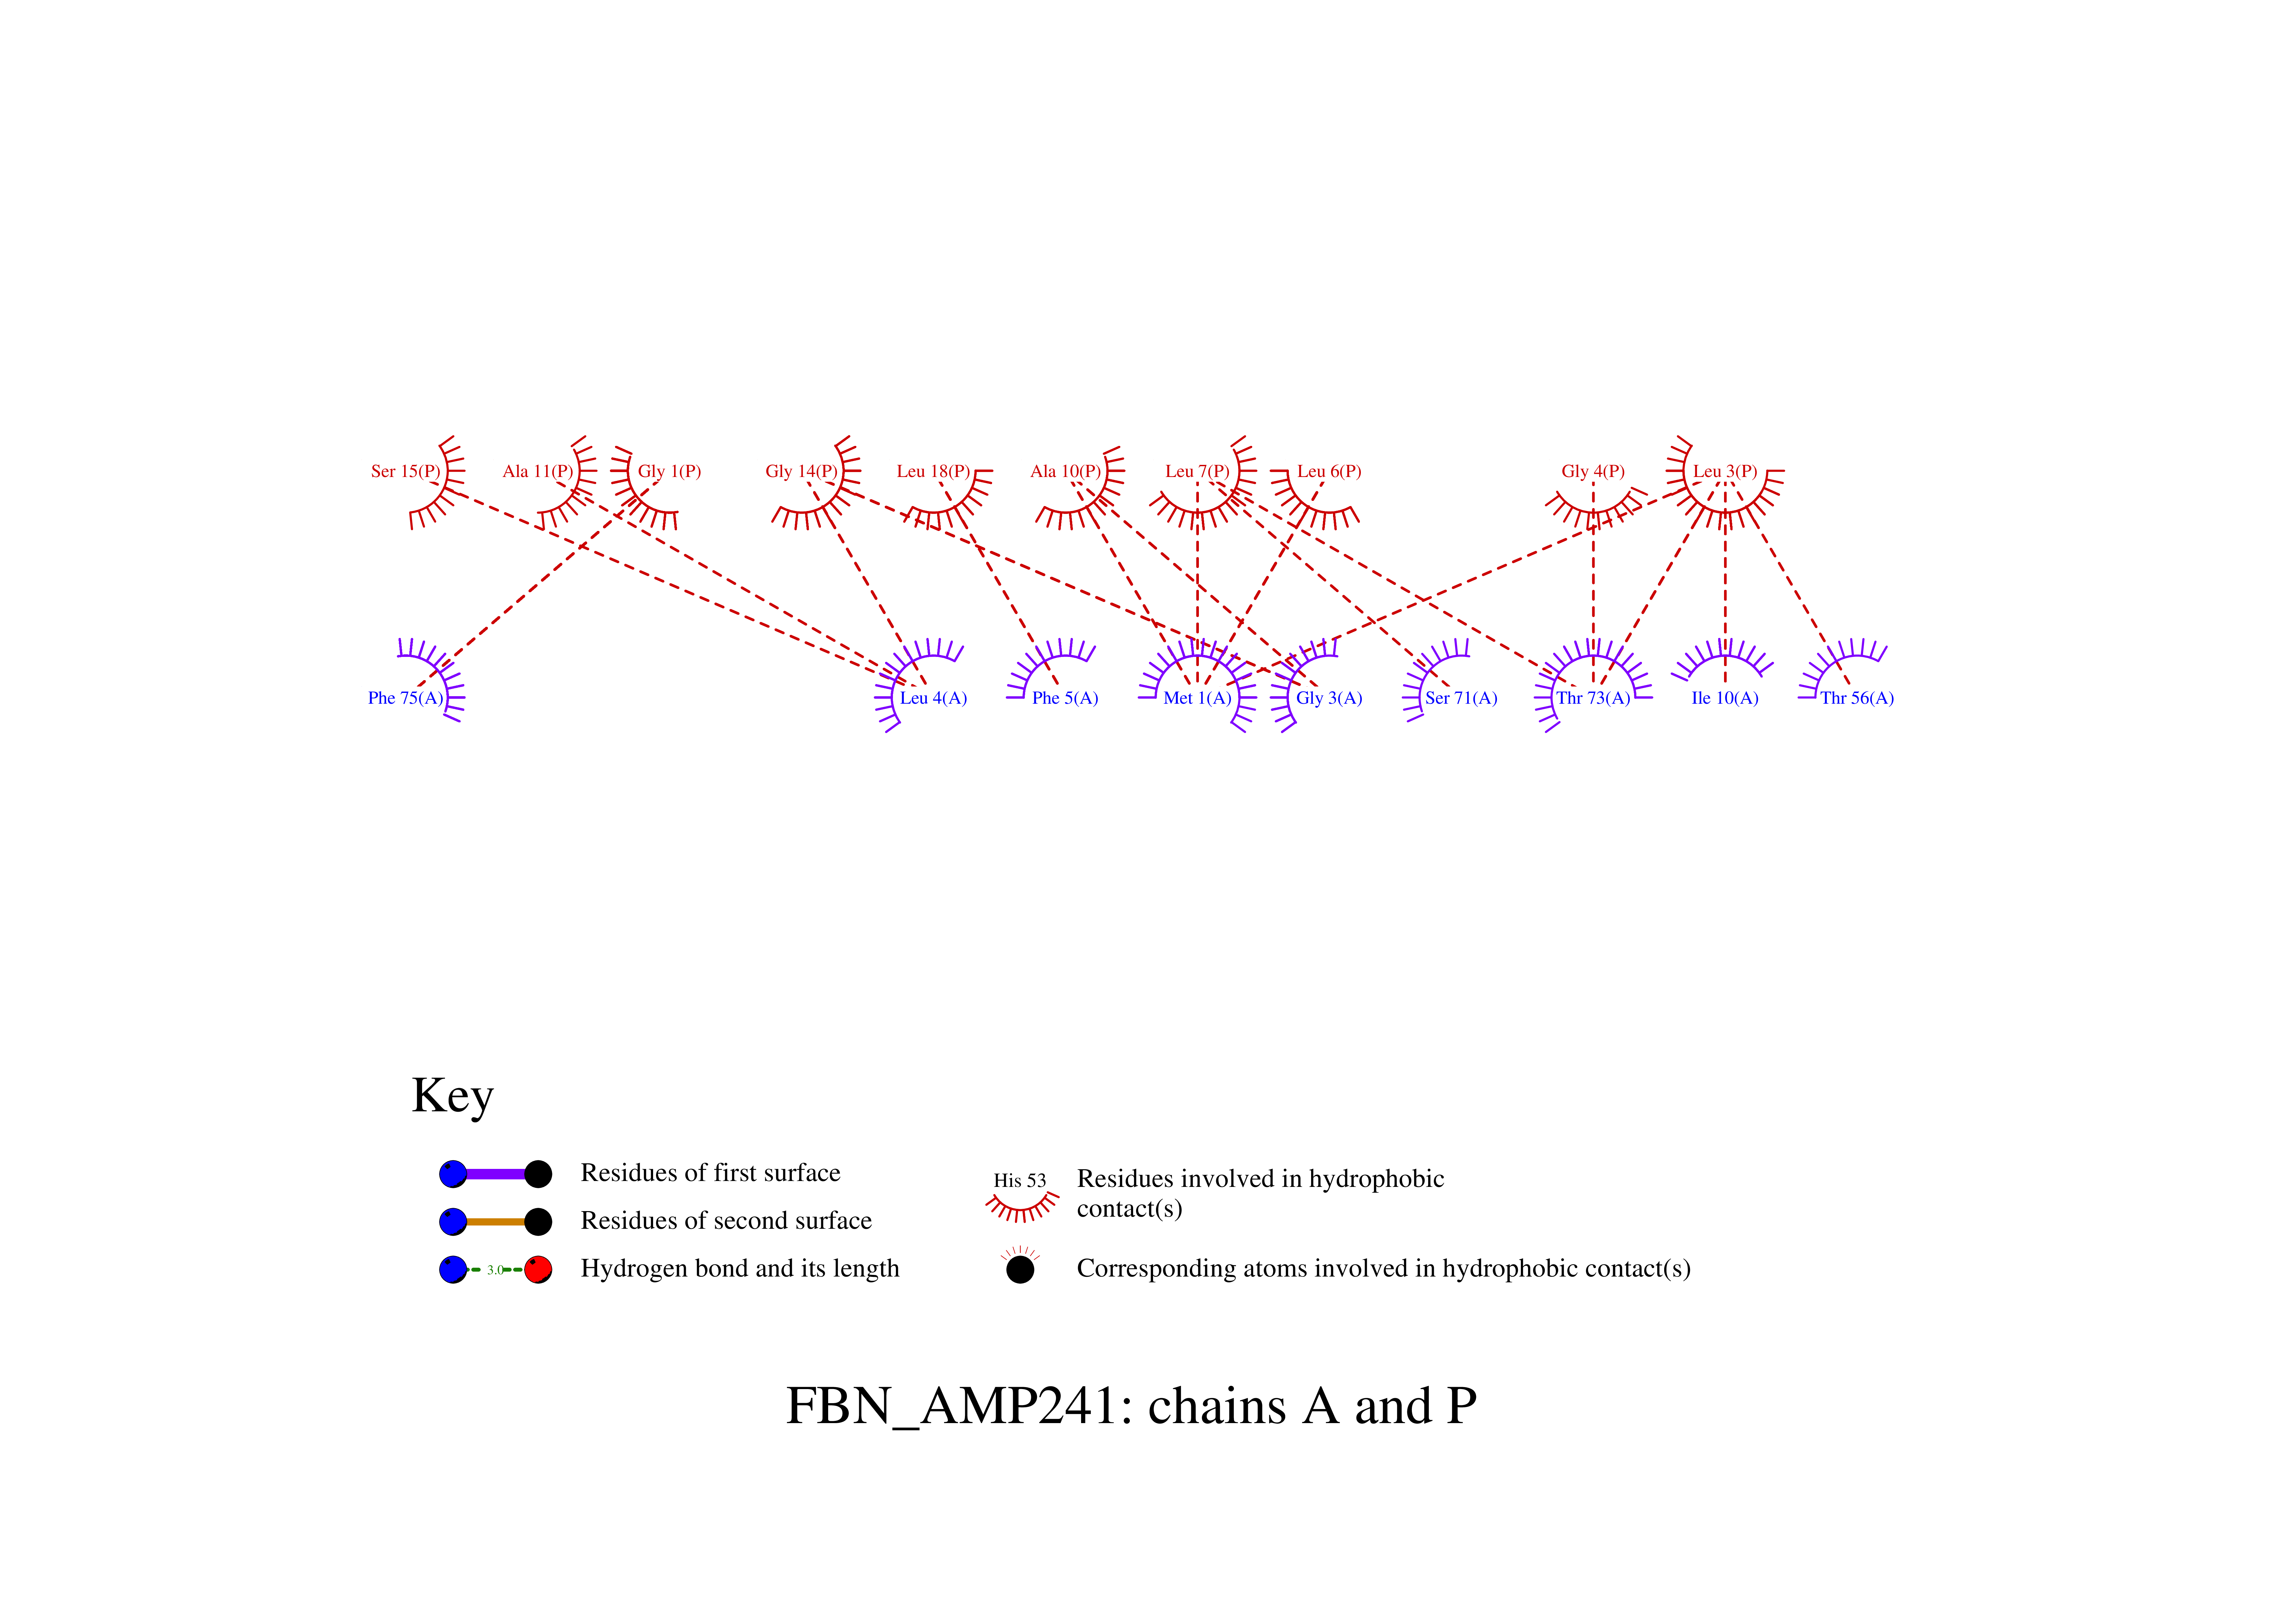 Ser 15(P) Ala 11(P) Gly 1(P) Gly 14(P) Leu 18(P) Ala 10(P) Leu 7(P) Leu 6(P) Gly 4(P) Leu 3(P)
Phe 75(A) Leu 4(A) Phe 5(A) Met 1(A) Gly 3(A) Ser 71(A) Thr 73(A) Ile 10(A) Thr 56(A)
Key
Residues of first surface
Residues of second surface
3.0 Hydrogen bond and its length
His 53 Residues involved in hydrophobic
contact(s)
Corresponding atoms involved in hydrophobic contact(s)
FBN_AMP241: chains A and P